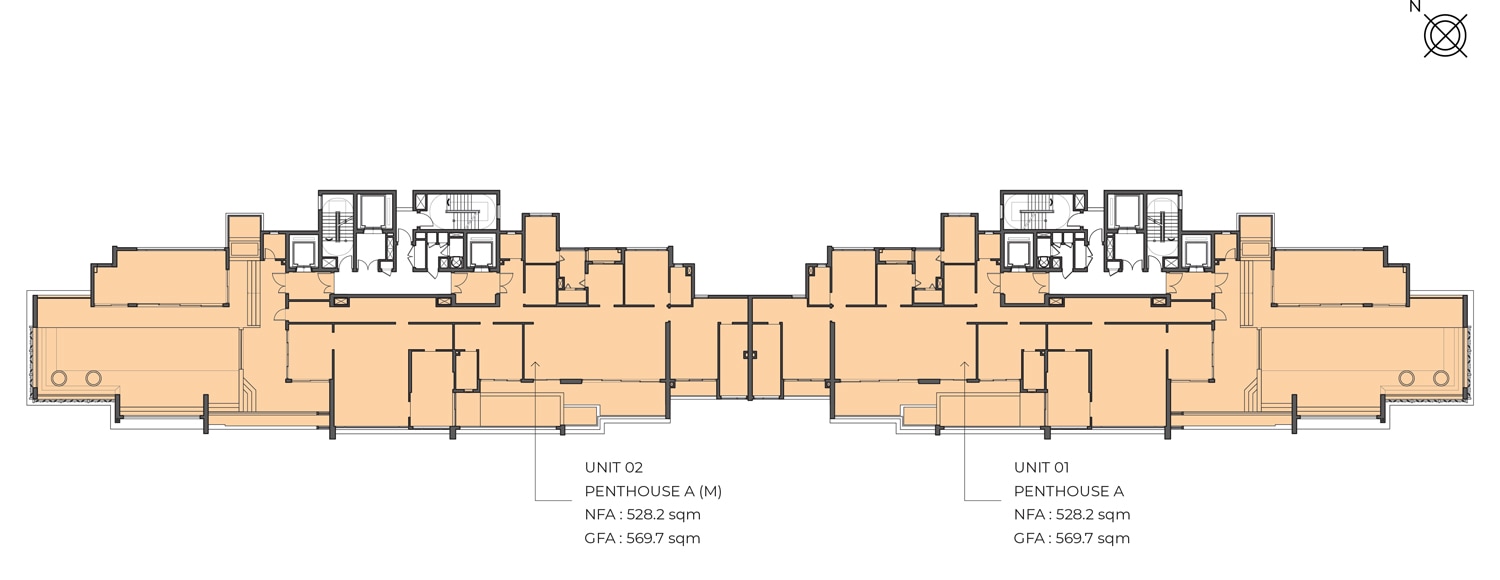 N
UNIT 02
PENTHOUSE A (M)
NFA : 528.2 sqm
GFA : 569.7 sqm
UNIT 01
PENTHOUSE A
NFA : 528.2 sqm
GFA : 569.7 sqm